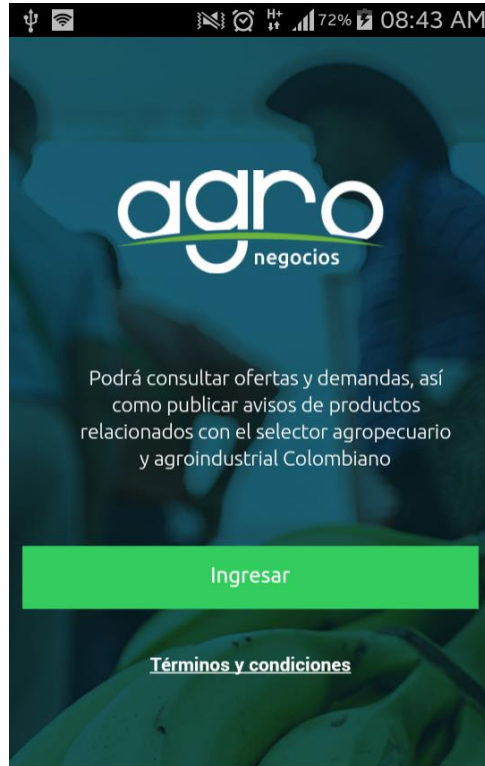 H+ 72% 08:43 AM
agro
negocios
Podrá consultar ofertas y demandas, así
como publicar avisos de productos
relacionados con el selector agropecuario
y agroindustrial Colombiano
Ingresar
Términos y condiciones